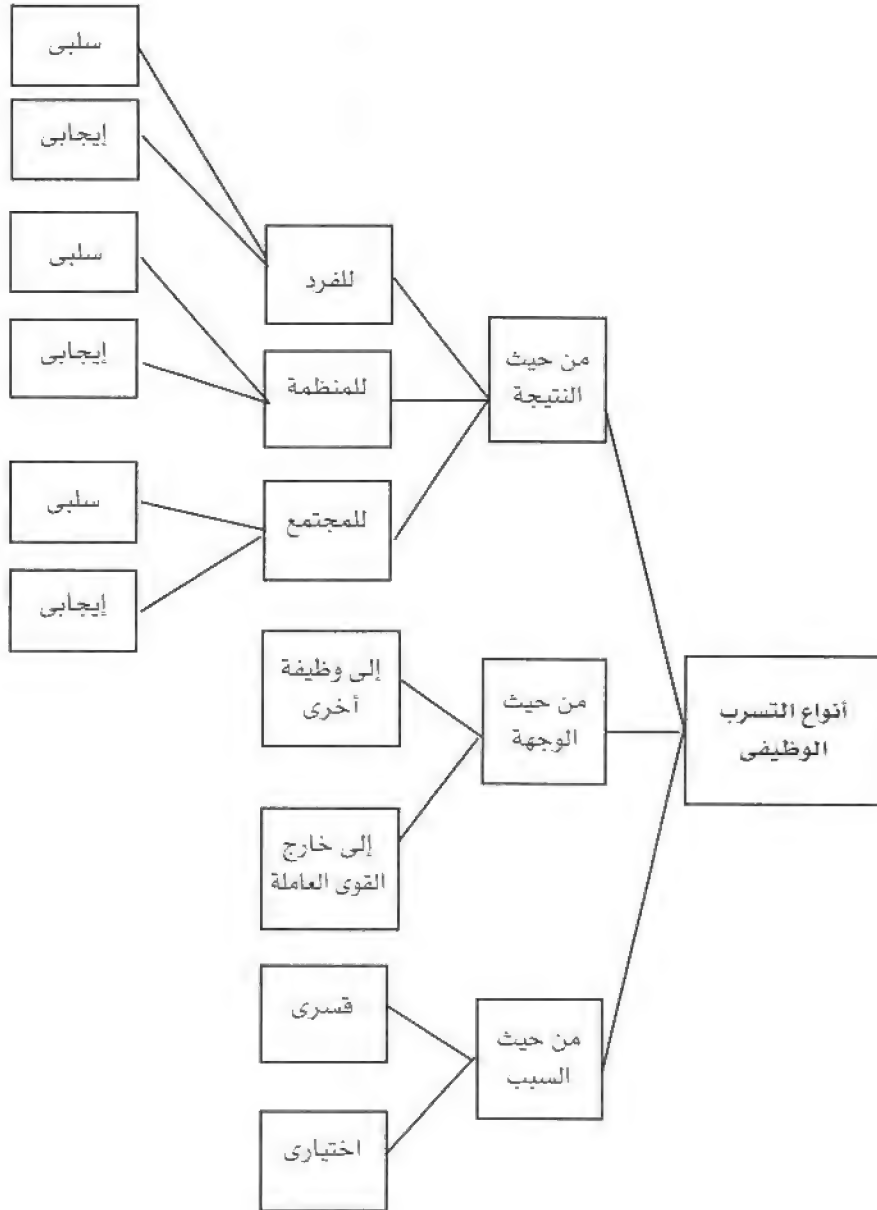 أنواع التسرب
الوظيفى
من حيث
النتيجة
للفرد
سلبى
إيجابى
للمنظمة
سلبى
إيجابى
للمجتمع
سلبى
إيجابى
من حيث
الوجهة
إلى وظيفة
أخرى
إلى خارج
القوى العاملة
من حيث
السبب
قسرى
اختيارى